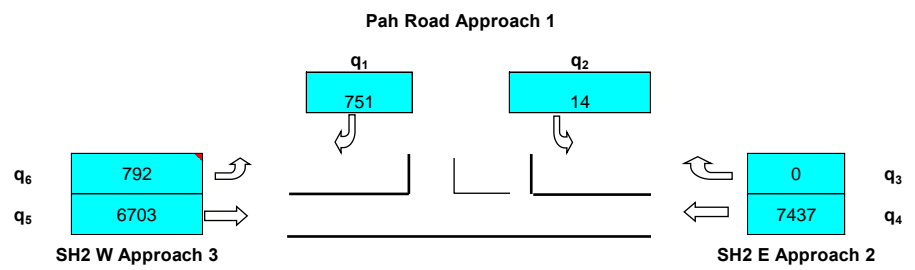 Pah Road Approach 1
q₁ q₂
751 14
q₆ 792 0 q₃
q₅ 6703 7437 q₄
SH2 W Approach 3 SH2 E Approach 2